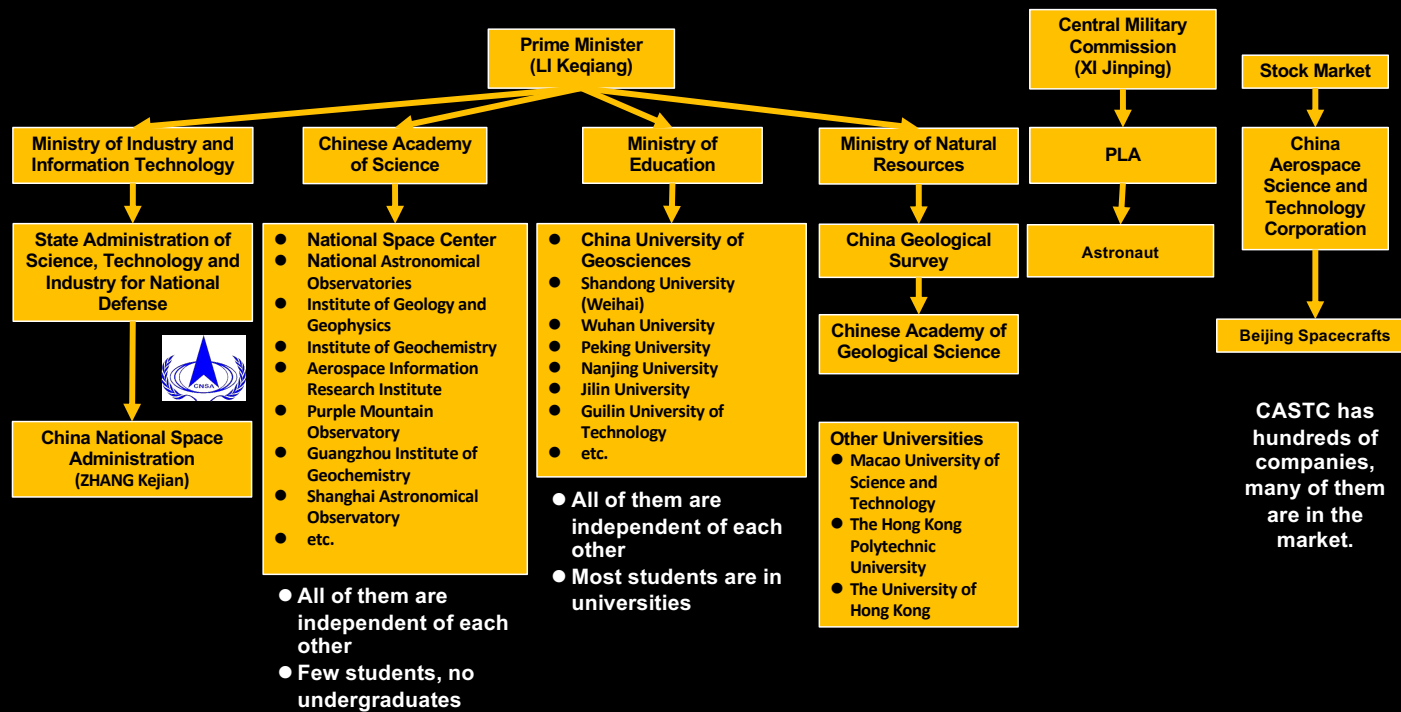 Prime Minister
(LI Keqiang)
Central Military
Commission
(XI Jinping)
Stock Market
Ministry of Industry and
Information Technology
Chinese Academy
of Science
Ministry of
Education
Ministry of Natural
Resources
PLA
China
Aerospace
Science and
Technology
Corporation
State Administration of
Science, Technology and
Industry for National
Defense
● National Space Center
● National Astronomical
Observatories
● Institute of Geology and
Geophysics
● Institute of Geochemistry
● Aerospace Information
Research Institute
● Purple Mountain
Observatory
● Guangzhou Institute of
Geochemistry
● Shanghai Astronomical
Observatory
● etc.
● China University of
Geosciences
● Shandong University
(Weihai)
● Wuhan University
● Peking University
● Nanjing University
● Jilin University
● Guilin University of
Technology
● etc.
China Geological
Survey
Astronaut
Chinese Academy of
Geological Science
Beijing Spacecrafts
CNSA
China National Space
Administration
(ZHANG Kejian)
Other Universities
● Macao University of
Science and
Technology
● The Hong Kong
Polytechnic
University
● The University of
Hong Kong
CASTC has
hundreds of
companies,
many of them
are in the
market.
● All of them are
independent of each
other
● Most students are in
universities
● All of them are
independent of each
other
● Few students, no
undergraduates